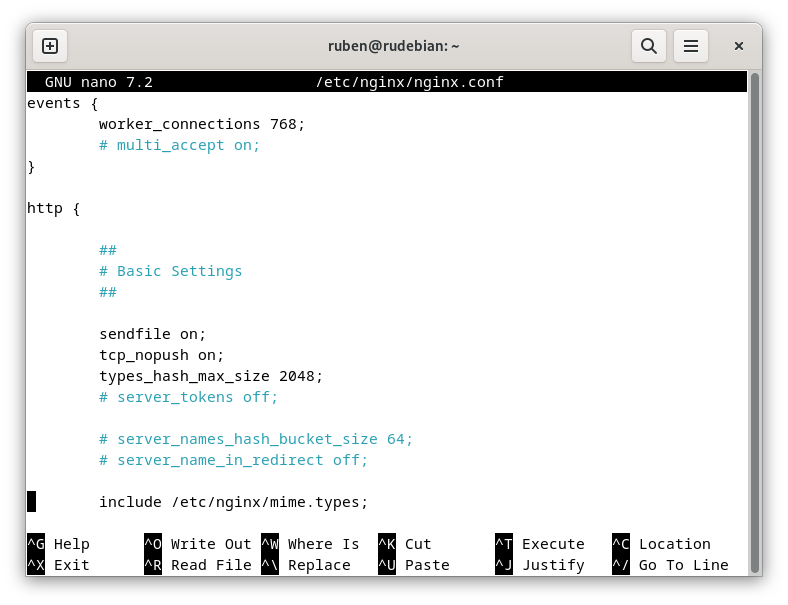 ruben@rudebian: ~
GNU nano 7.2 /etc/nginx/nginx.conf
events {
        worker_connections 768;
        # multi_accept on;
}

http {

        ##
        # Basic Settings
        ##

        sendfile on;
        tcp_nopush on;
        types_hash_max_size 2048;
        # server_tokens off;

        # server_names_hash_bucket_size 64;
        # server_name_in_redirect off;

        include /etc/nginx/mime.types;

^G Help ^O Write Out ^W Where Is ^K Cut ^T Execute ^C Location
^X Exit ^R Read File ^\ Replace ^U Paste ^J Justify ^/ Go To Line